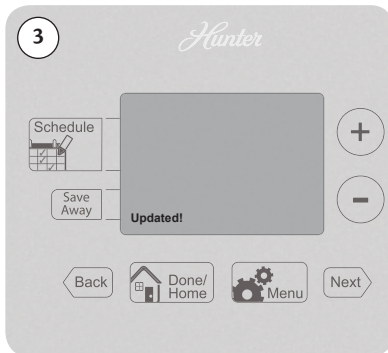 3
Hunter
Schedule
Save
Away
Updated!
+
-
Back
Done/
Home
Menu
Next